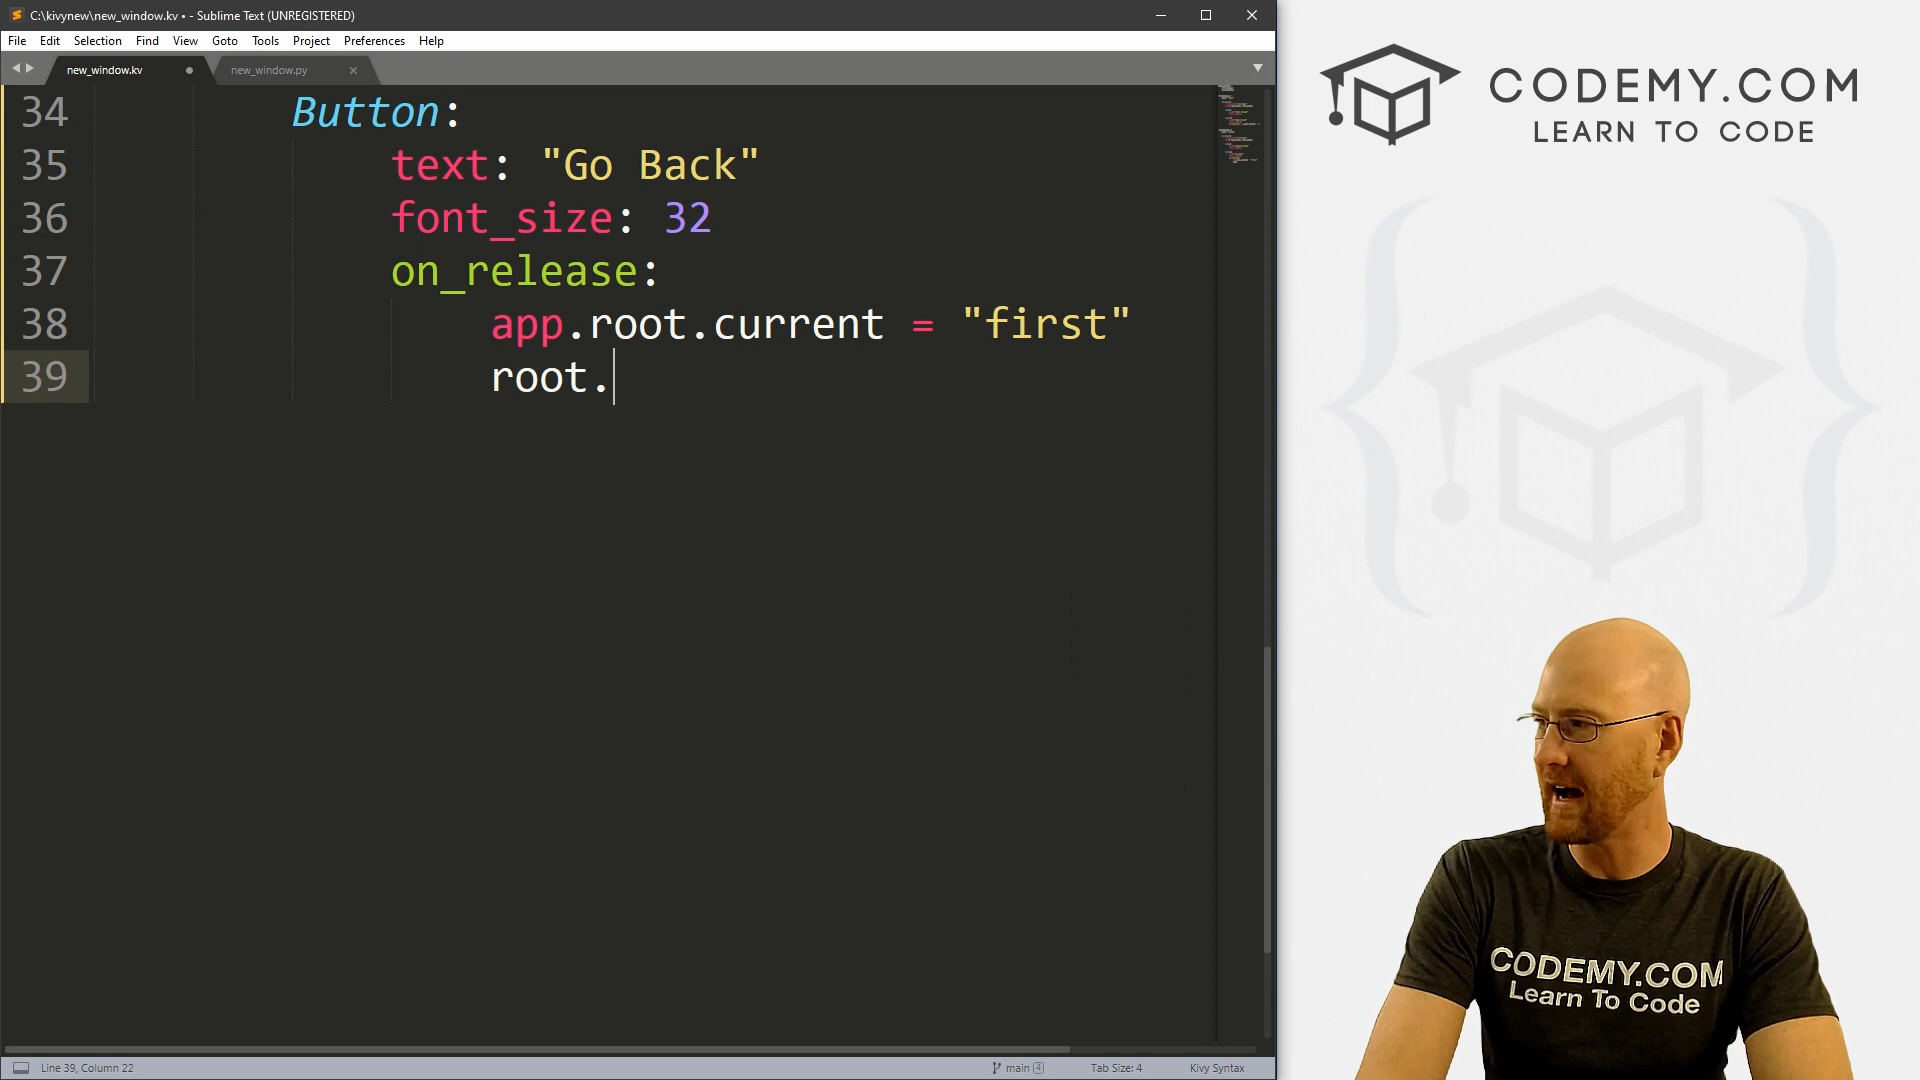 C:\kivynew\new_window.kv • - Sublime Text (UNREGISTERED)
File Edit Selection Find View Goto Tools Project Preferences Help
new_window.kv new_window.py
34 Button:
35 text: "Go Back"
36 font_size: 32
37 on_release:
38 app.root.current = "first"
39 root.
Line 39, Column 22 main 4 Tab Size: 4 Kivy Syntax
CODEMY.COM
LEARN TO CODE
CODEMY.COM
Learn To Code